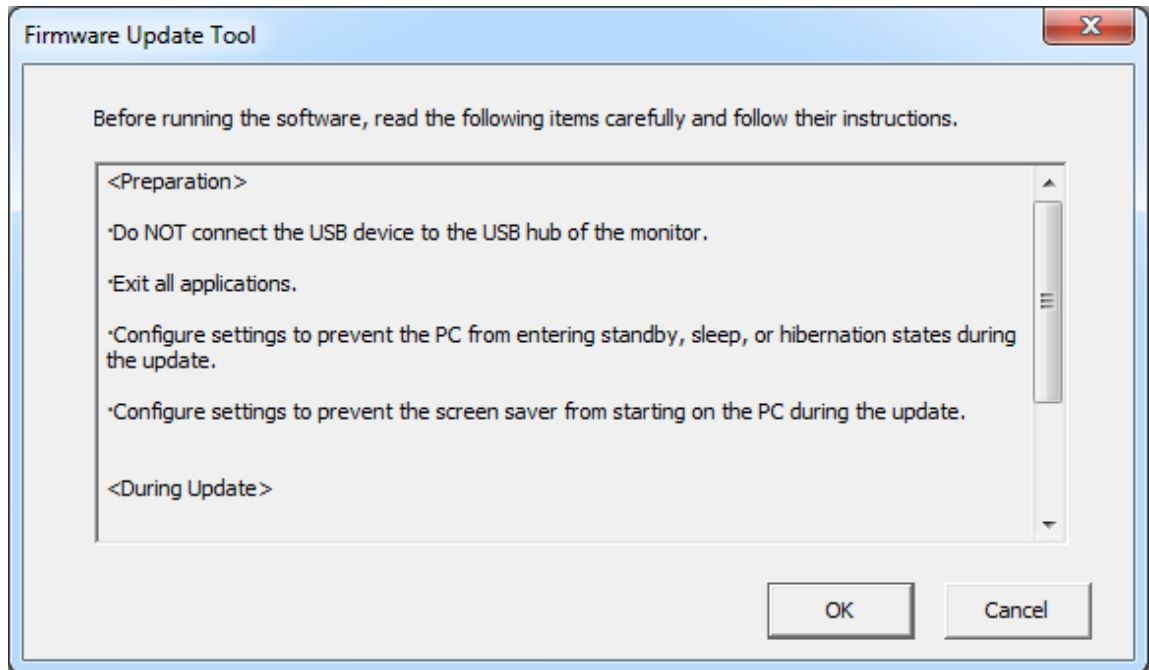 Firmware Update Tool
Before running the software, read the following items carefully and follow their instructions.
<Preparation>
·Do NOT connect the USB device to the USB hub of the monitor.
·Exit all applications.
·Configure settings to prevent the PC from entering standby, sleep, or hibernation states during
the update.
·Configure settings to prevent the screen saver from starting on the PC during the update.
<During Update>
OK
Cancel